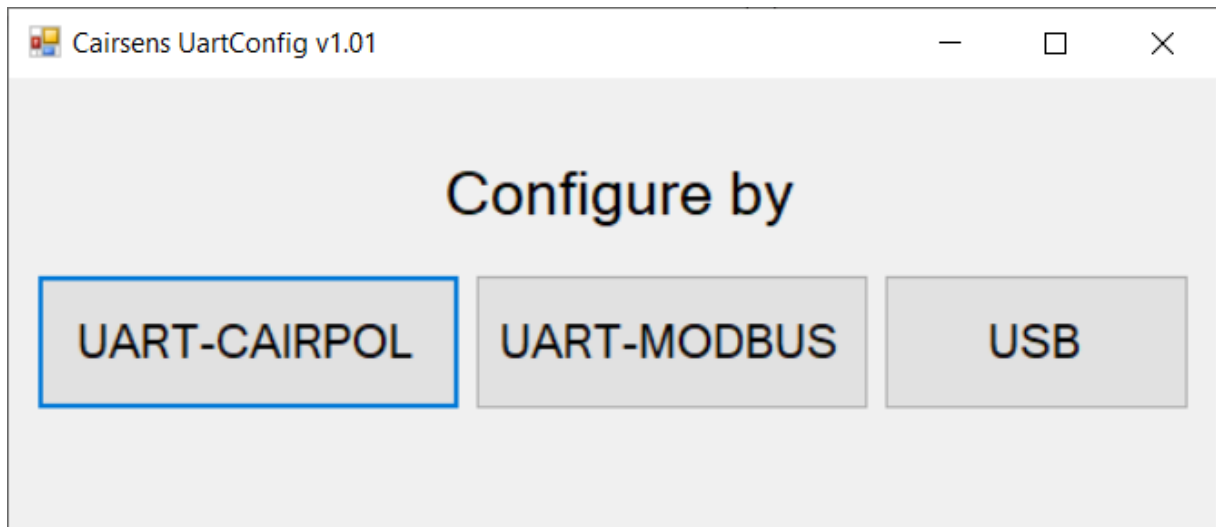 Cairsens UartConfig v1.01
Configure by
UART-CAIRPOL UART-MODBUS USB